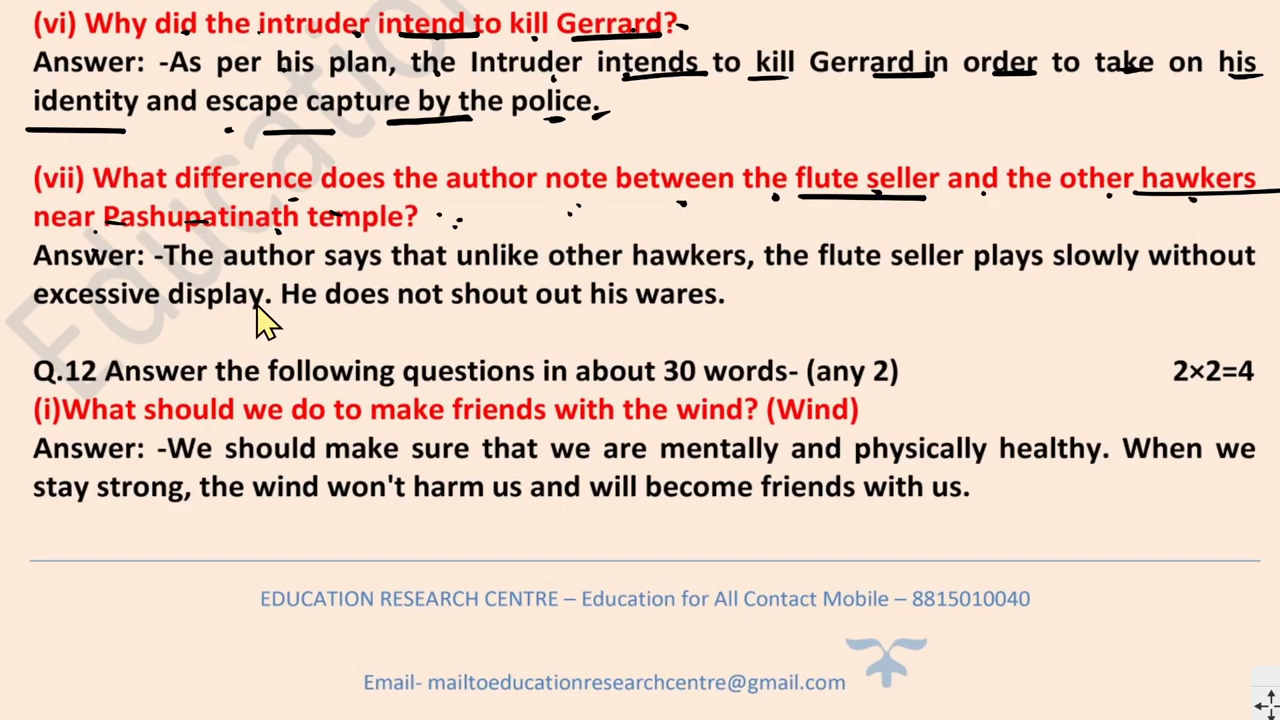 (vi) Why did the intruder intend to kill Gerrard?
Answer: -As per his plan, the Intruder intends to kill Gerrard in order to take on his
identity and escape capture by the police.
(vii) What difference does the author note between the flute seller and the other hawkers
near Pashupatinath temple?
Answer: -The author says that unlike other hawkers, the flute seller plays slowly without
excessive display. He does not shout out his wares.
Q.12 Answer the following questions in about 30 words- (any 2) 2×2=4
(i)What should we do to make friends with the wind? (Wind)
Answer: -We should make sure that we are mentally and physically healthy. When we
stay strong, the wind won't harm us and will become friends with us.
EDUCATION RESEARCH CENTRE – Education for All Contact Mobile – 8815010040
Email- mailtoeducationresearchcentre@gmail.com
Education